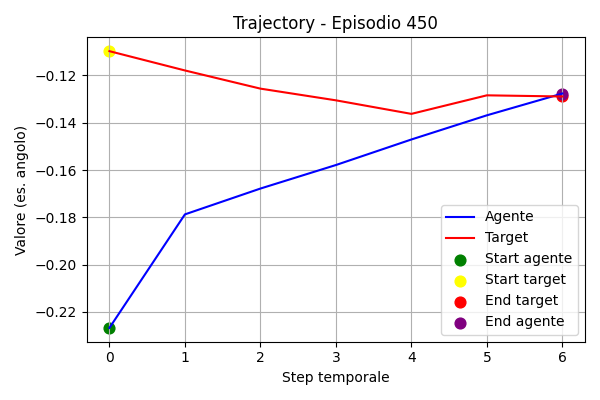 Trajectory - Episodio 450
Valore (es. angolo)
−0.12
−0.14
−0.16
−0.18
−0.20
−0.22
0 1 2 3 4 5 6
Step temporale
Agente
Target
Start agente
Start target
End target
End agente